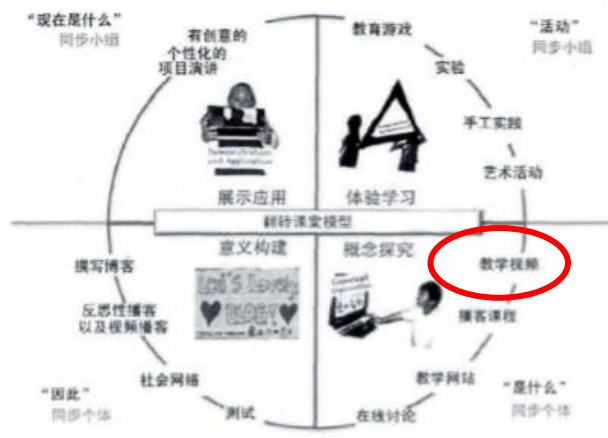 “现在是什么”
同步小组
有创意的
个性化的
项目演讲
教育游戏
“活动”
同步小组
实验
手工实践
艺术活动
展示应用
体验学习
翻转课堂模型
意义构建
概念探究
撰写博客
教学视频
反思性播客
以及视频播客
播客课程
社会网络
教学网站
“因此”
同步个体
测试
在线讨论
“是什么”
同步个体